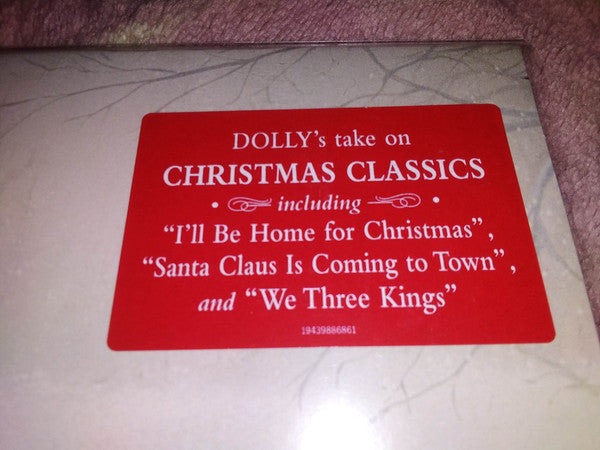 DOLLY's take on
CHRISTMAS CLASSICS
• including •
"I'll Be Home for Christmas",
"Santa Claus Is Coming to Town",
and "We Three Kings"
19439886861